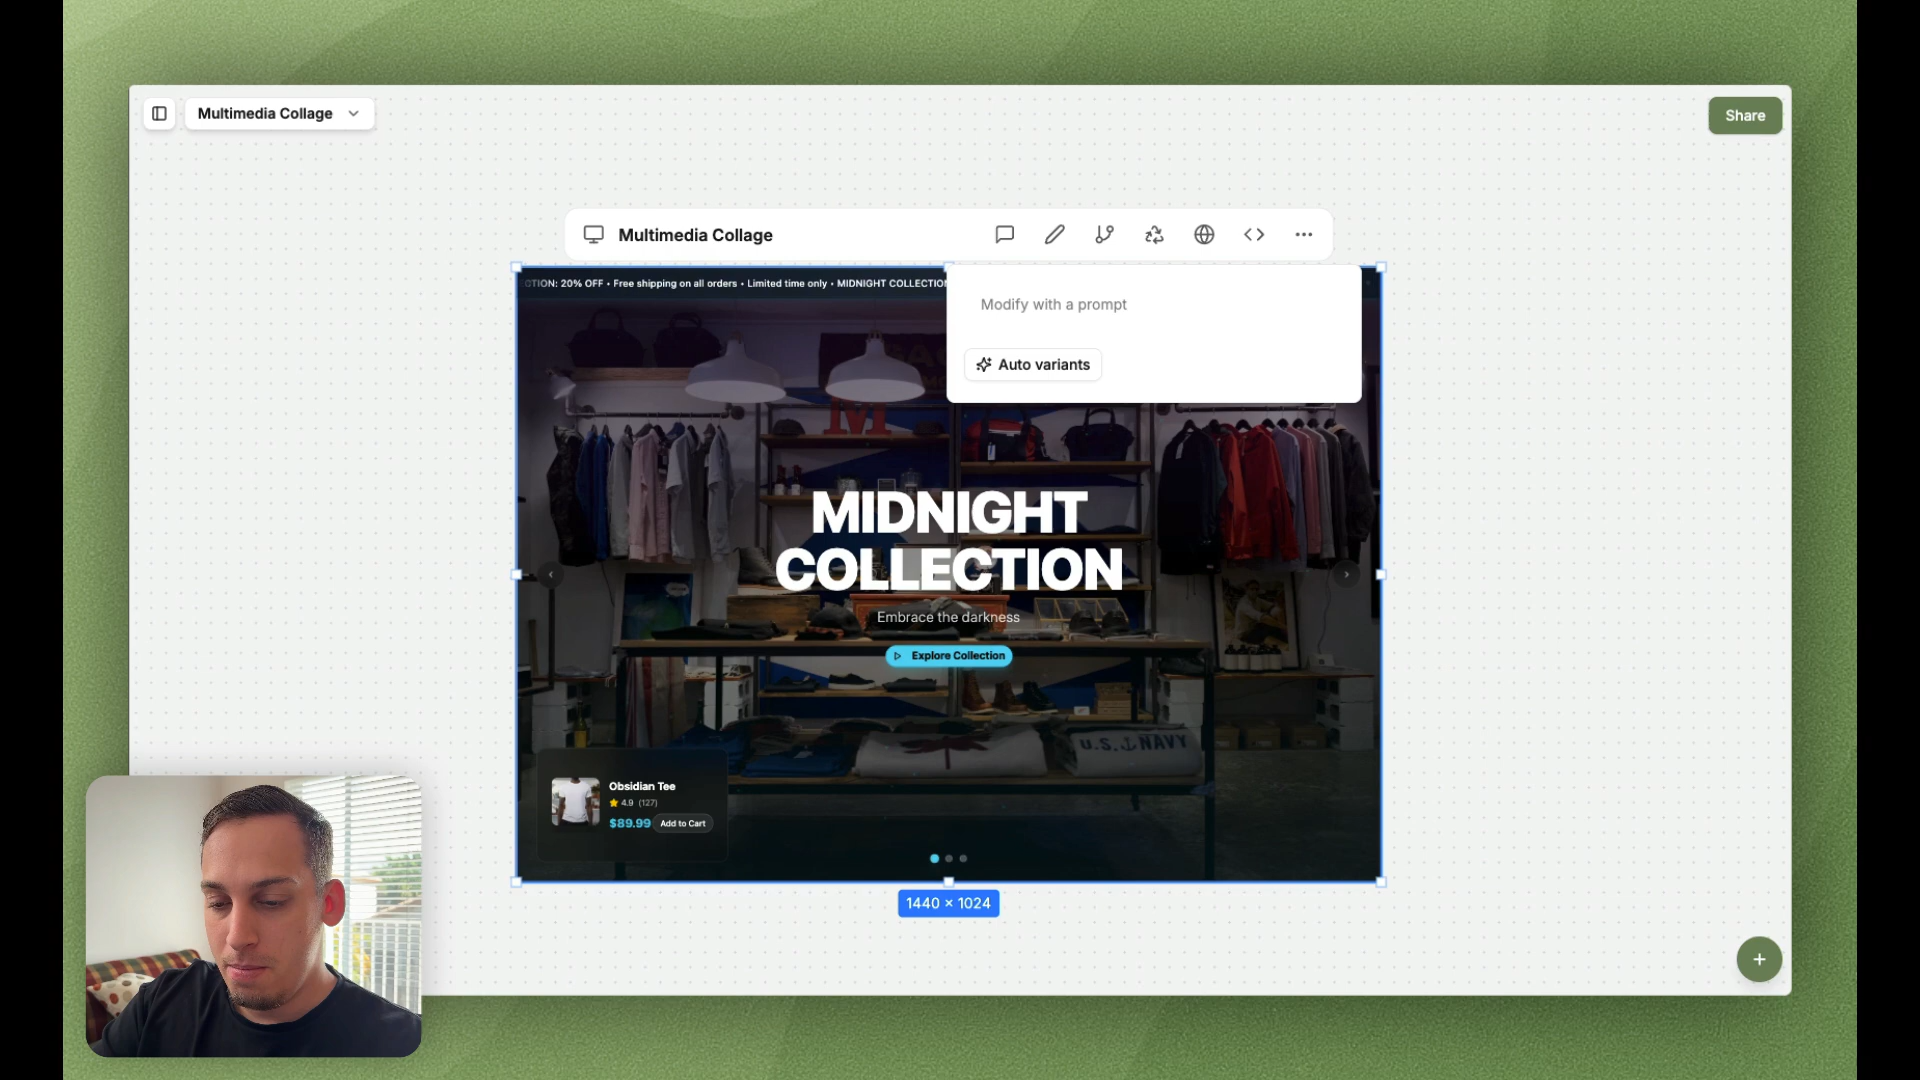 Multimedia Collage
Share
Multimedia Collage
CTION: 20% OFF • Free shipping on all orders • Limited time only • MIDNIGHT COLLECTION
Modify with a prompt
Auto variants
M
MIDNIGHT
COLLECTION
Embrace the darkness
Explore Collection
U.S. NAVY
Obsidian Tee
4.9 (127)
$89.99 Add to Cart
1440 × 1024